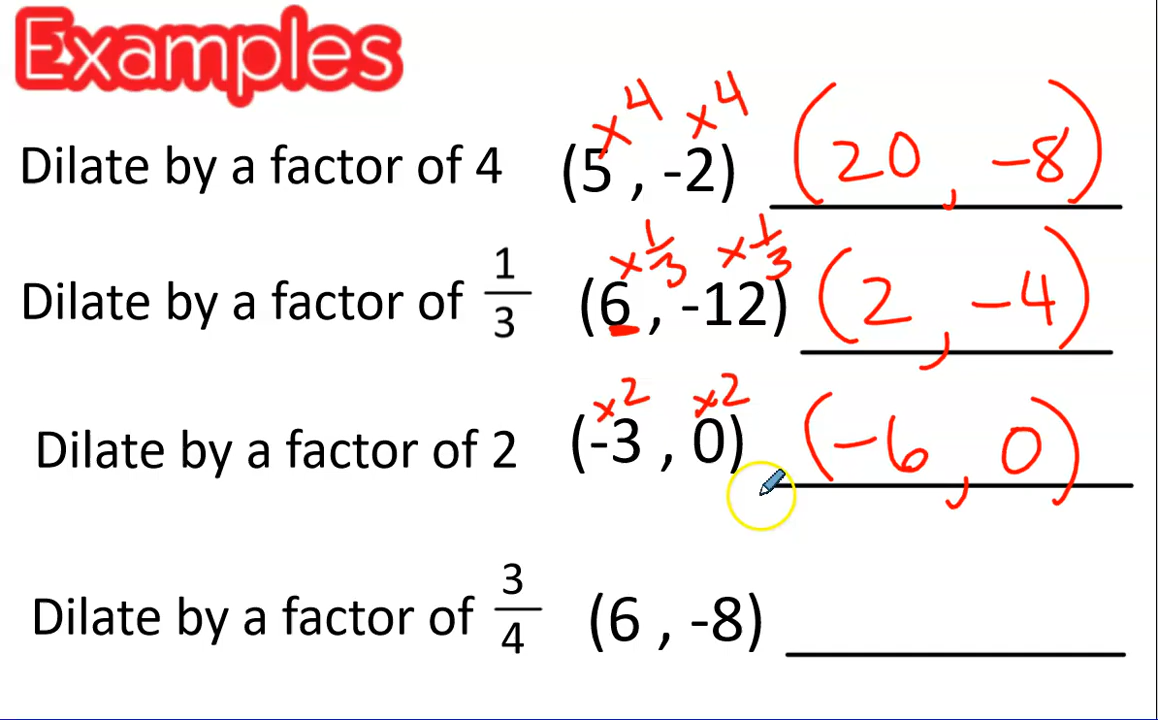 Examples
x4 x4
Dilate by a factor of 4 (5 , -2) (20 , -8)
x 1/3 x 1/3
Dilate by a factor of 1/3 (6 , -12) (2 , -4)
x2 x2
Dilate by a factor of 2 (-3 , 0) (-6 , 0)
Dilate by a factor of 3/4 (6 , -8)